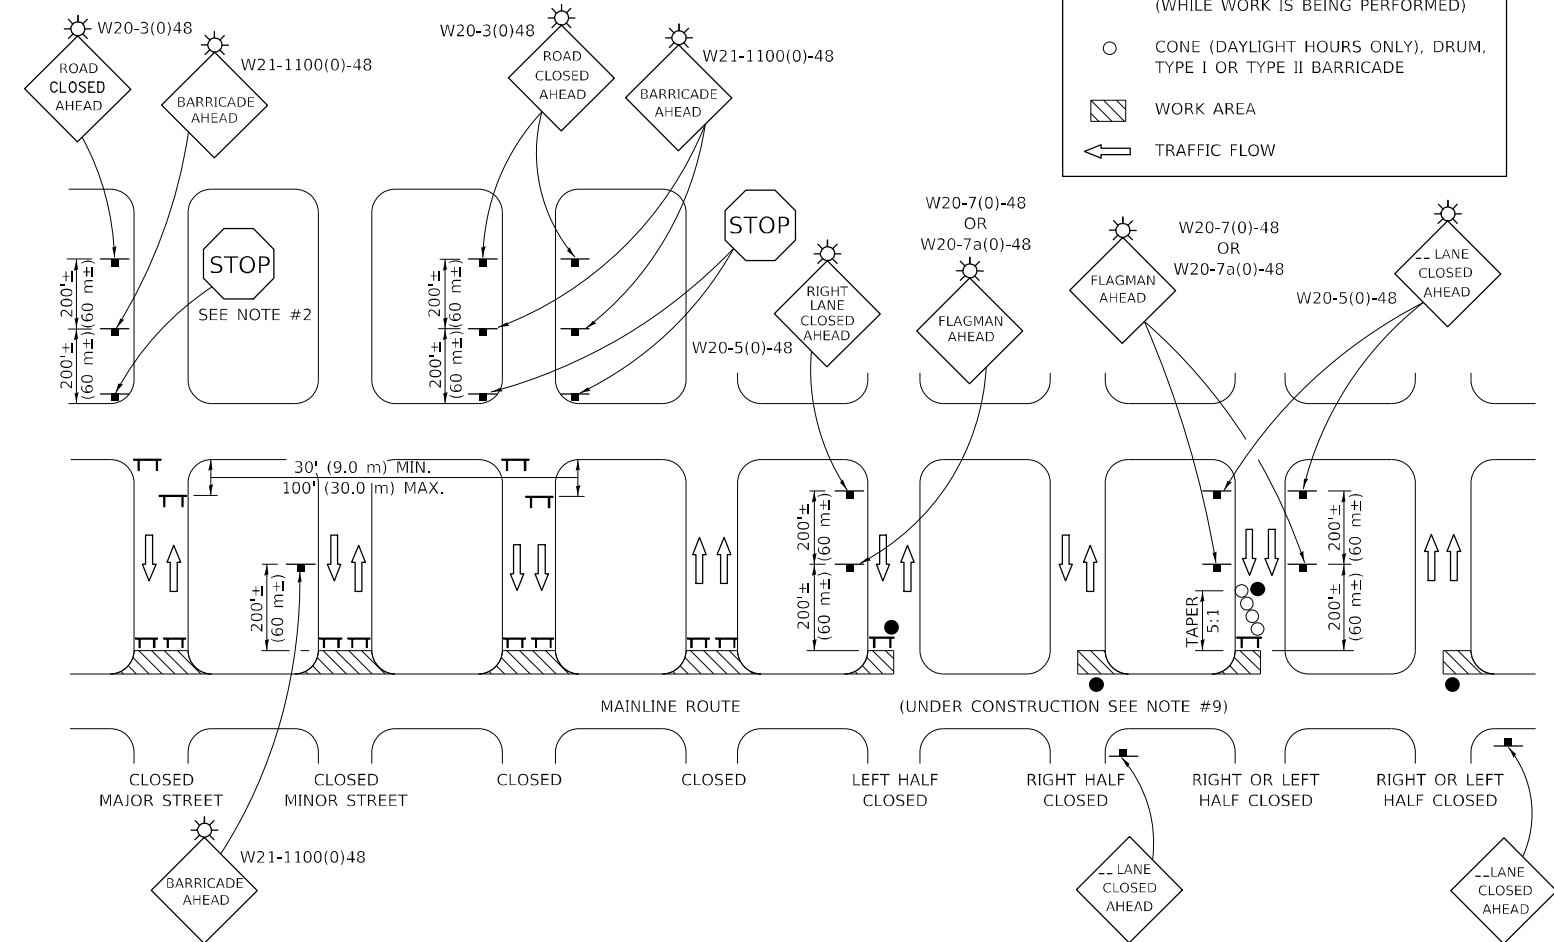 (WHILE WORK IS BEING PERFORMED)
CONE (DAYLIGHT HOURS ONLY), DRUM,
TYPE I OR TYPE II BARRICADE
WORK AREA
TRAFFIC FLOW
W20-3(0)48
ROAD
CLOSED
AHEAD
W21-1100(0)-48
BARRICADE
AHEAD
W20-3(0)48
ROAD
CLOSED
AHEAD
W21-1100(0)-48
BARRICADE
AHEAD
STOP
SEE NOTE #2
STOP
W20-7(0)-48
OR
W20-7a(0)-48
W20-5(0)-48
RIGHT
LANE
CLOSED
AHEAD
FLAGMAN
AHEAD
FLAGMAN
AHEAD
W20-7(0)-48
OR
W20-7a(0)-48
W20-5(0)-48
-- LANE
CLOSED
AHEAD
200'±
(60 m±)
200'±
(60 m±)
200'±
(60 m±)
200'±
(60 m±)
30' (9.0 m) MIN.
100' (30.0 m) MAX.
200'±
(60 m±)
200'±
(60 m±)
200'±
(60 m±)
TAPER
5:1
200'±
(60 m±)
200'±
(60 m±)
MAINLINE ROUTE
(UNDER CONSTRUCTION SEE NOTE #9)
CLOSED
MAJOR STREET
CLOSED
MINOR STREET
CLOSED
CLOSED
LEFT HALF
CLOSED
RIGHT HALF
CLOSED
RIGHT OR LEFT
HALF CLOSED
RIGHT OR LEFT
HALF CLOSED
W21-1100(0)48
BARRICADE
AHEAD
-- LANE
CLOSED
AHEAD
--LANE
CLOSED
AHEAD